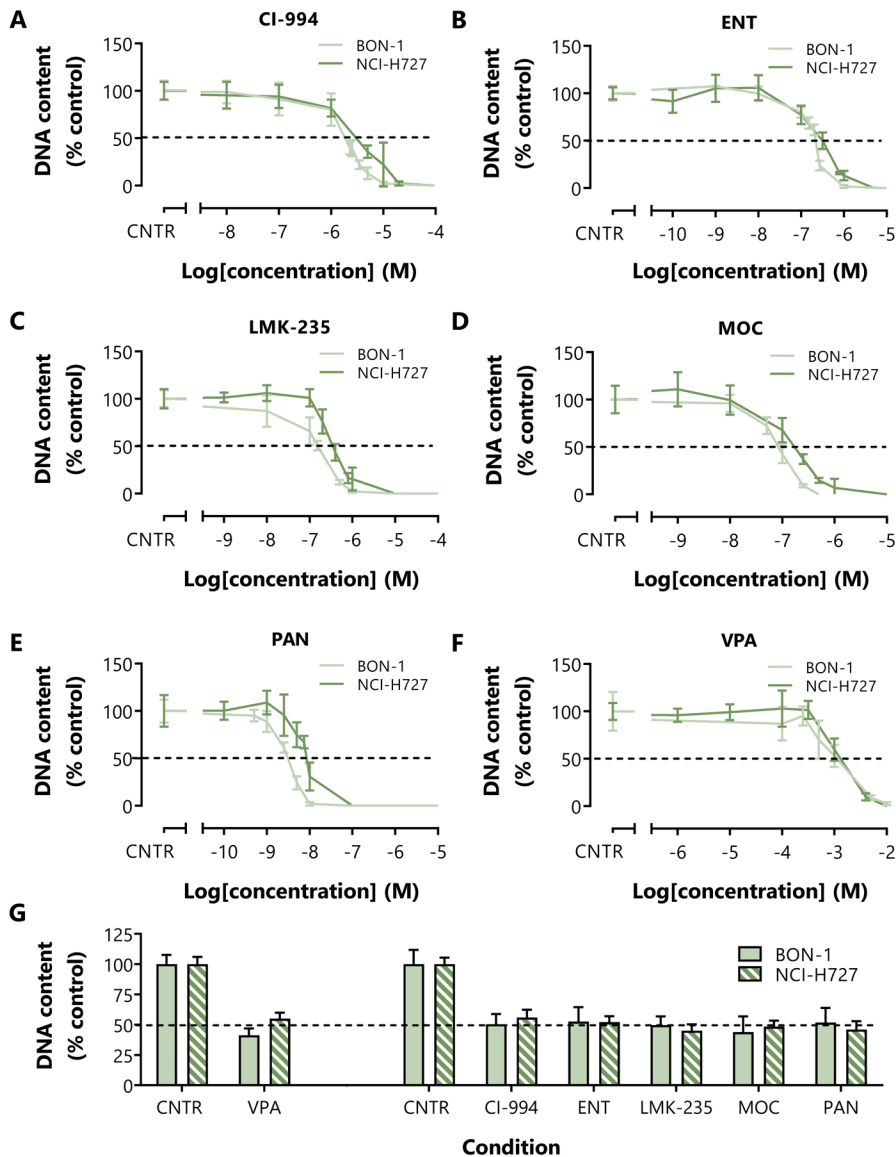 A
CI-994
150
100
50
0
DNA content
(% control)
BON-1
NCI-H727
CNTR -8 -7 -6 -5 -4
Log[concentration] (M)
B
ENT
150
100
50
0
DNA content
(% control)
BON-1
NCI-H727
CNTR -10 -9 -8 -7 -6 -5
Log[concentration] (M)
C
LMK-235
150
100
50
0
DNA content
(% control)
BON-1
NCI-H727
CNTR -9 -8 -7 -6 -5 -4
Log[concentration] (M)
D
MOC
150
100
50
0
DNA content
(% control)
BON-1
NCI-H727
CNTR -9 -8 -7 -6 -5
Log[concentration] (M)
E
PAN
150
100
50
0
DNA content
(% control)
BON-1
NCI-H727
CNTR -10 -9 -8 -7 -6 -5
Log[concentration] (M)
F
VPA
150
100
50
0
DNA content
(% control)
BON-1
NCI-H727
CNTR -6 -5 -4 -3 -2
Log[concentration] (M)
G
125
100
75
50
25
0
DNA content
(% control)
BON-1
NCI-H727
CNTR VPA CNTR CI-994 ENT LMK-235 MOC PAN
Condition